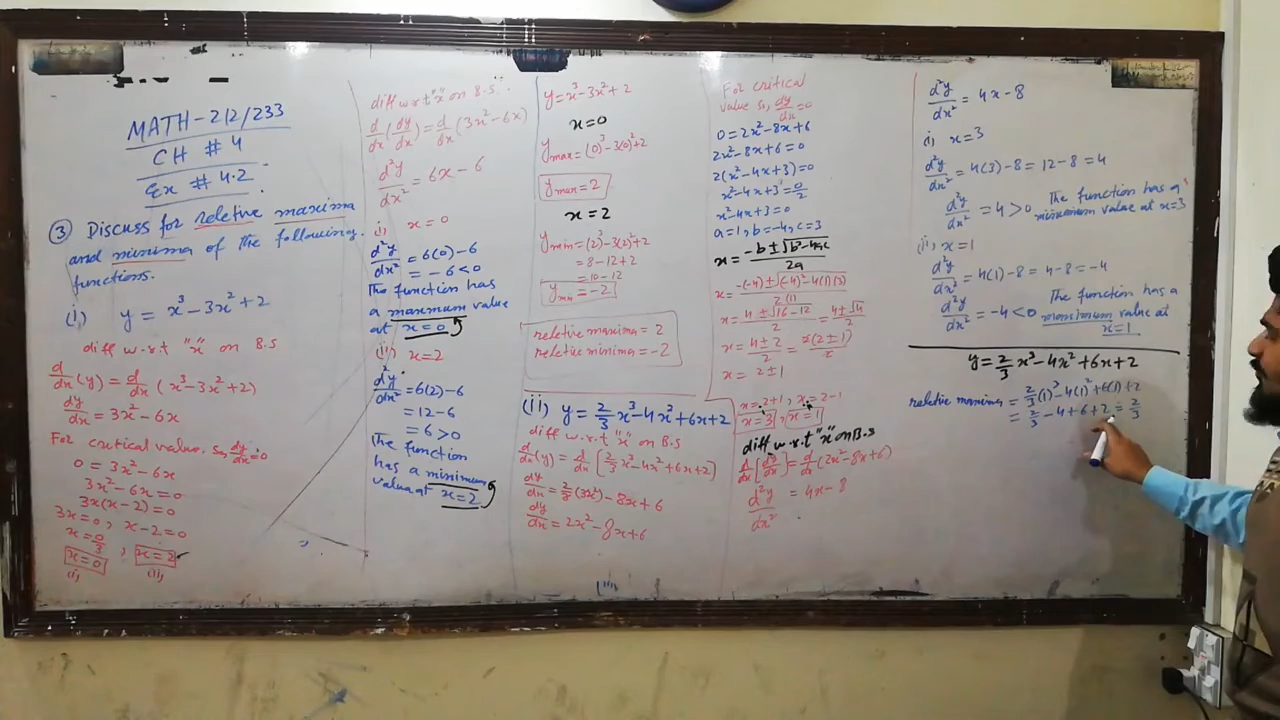 MATH-212/233
CH # 4
Ex # 4.2
③ Discuss for reletive maxima
and minima of the following
functions.
(i) y = x³ - 3x² + 2
diff w.r.t "x" on B.S
d/dx (y) = d/dx (x³ - 3x² + 2)
dy/dx = 3x² - 6x
For critical value. So, dy/dx = 0
0 = 3x² - 6x
3x² - 6x = 0
3x(x - 2) = 0
3x = 0, x - 2 = 0
x = 0/3
x = 0, x = 2
(i) (ii)
diff w.r.t "x" on B.S.
d/dx (dy/dx) = d/dx (3x² - 6x)
d²y/dx² = 6x - 6
(i) x = 0
d²y/dx² = 6(0) - 6
= -6 < 0
The function has
a maxumum value
at x = 0
(ii) x = 2
d²y/dx² = 6(2) - 6
= 12 - 6
= 6 > 0
The function
has a minimum
value at x = 2
y = x³ - 3x² + 2
x = 0
y max = (0)³ - 3(0)² + 2
y max = 2
x = 2
y min = (2)³ - 3(2)² + 2
= 8 - 12 + 2
= 10 - 12
y min = -2
reletive maxima = 2
reletive minima = -2
(ii) y = 2/3 x³ - 4x² + 6x + 2
diff w.r.t "x" on B.S
d/dx (y) = d/dx [2/3 x³ - 4x² + 6x + 2]
dy/dx = 2/3 (3x²) - 8x + 6
dy/dx = 2x² - 8x + 6
For critical
value So, dy/dx = 0
0 = 2x² - 8x + 6
2x² - 8x + 6 = 0
2(x² - 4x + 3) = 0
x² - 4x + 3 = 0/2
x² - 4x + 3 = 0
a = 1, b = -4, c = 3
x = -b ± √b² - 4ac / 2a
x = -(-4) ± √(-4)² - 4(1)(3) / 2(1)
x = 4 ± √16 - 12 / 2 = 4 ± √4 / 2
x = 4 ± 2 / 2 = 2(2 ± 1) / 2
x = 2 ± 1
x = 2 + 1, x = 2 - 1
x = 3, x = 1
diff w.r.t "x" on B.S
d/dx [dy/dx] = d/dx (2x² - 8x + 6)
d²y/dx² = 4x - 8
d²y/dx² = 4x - 8
(i) x = 3
d²y/dx² = 4(3) - 8 = 12 - 8 = 4
d²y/dx² = 4 > 0 The function has a
minimum value at x = 3
(ii) x = 1
d²y/dx² = 4(1) - 8 = 4 - 8 = -4
d²y/dx² = -4 < 0 The function has a
maximum value at
x = 1
y = 2/3 x³ - 4x² + 6x + 2
reletive maxima = 2/3 (1)³ - 4(1)² + 6(1) + 2
= 2/3 - 4 + 6 + 2 = 2/3